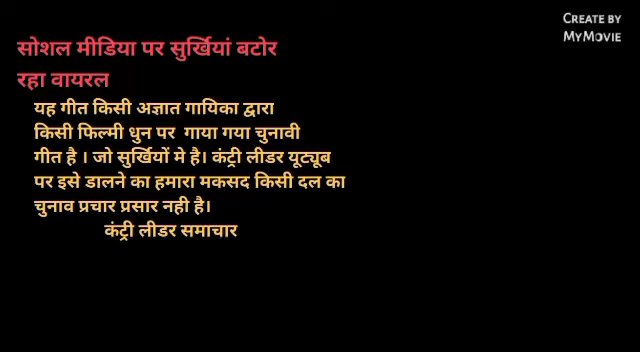 CREATE BY
MYMOVIE
सोशल मीडिया पर सुर्खियां बटोर
रहा वायरल
यह गीत किसी अज्ञात गायिका द्वारा
किसी फिल्मी धुन पर गाया गया चुनावी
गीत है । जो सुर्खियों मे है। कंट्री लीडर यूट्यूब
पर इसे डालने का हमारा मकसद किसी दल का
चुनाव प्रचार प्रसार नही है।
कंट्री लीडर समाचार